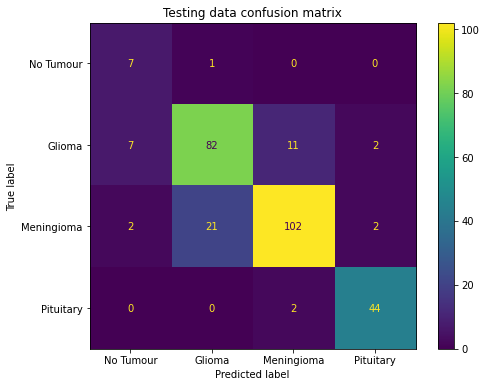 Testing data confusion matrix
True label
No Tumour 7 1 0 0
Glioma 7 82 11 2
Meningioma 2 21 102 2
Pituitary 0 0 2 44
No Tumour Glioma Meningioma Pituitary
Predicted label
100
80
60
40
20
0